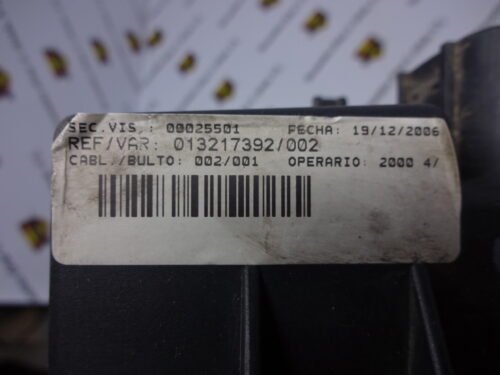 SEC.VIS.: 00025501 FECHA: 19/12/2006
REF/VAR: 013217392/002
CABL./BULTO: 002/001 OPERARIO: 2000 4/